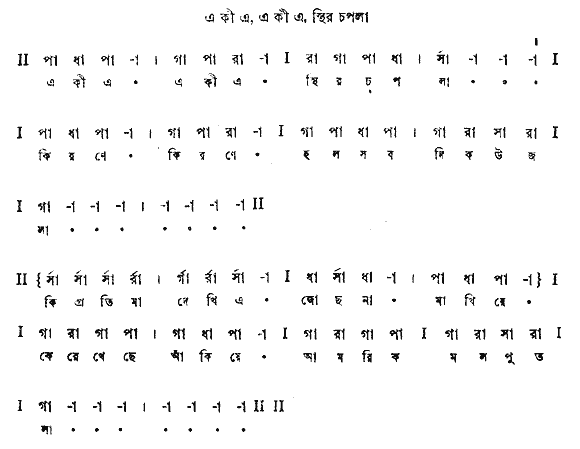 এ কী এ, এ কী এ, স্থির চপলা
II পা ধা পা -া । গা পা রা -া I রা গা পা ধা । র্সা -া -া -া I
এ কী এ • এ কী এ • স্থি র চ প লা • • •
I পা ধা পা -া । গা পা রা -া I গা পা ধা পা । গা রা সা রা I
কি র ণে • কি র ণে • হ ল স ব দি ক উ জ
I গা -া -া -া । -া -া -া -া II
লা • • • • • • •
II {র্সা র্সা র্সা র্রা । র্গা র্রা র্সা -া I ধা র্সা ধা -া । পা ধা পা -া} I
কি প্র তি মা দে খি এ • জো ছ না • মা খি য়ে •
I গা রা গা পা । গা ধা পা -া I গা রা গা পা I গা রা সা রা I
কে রে খে ছে আঁ কি য়ে • আ ম রি ক ম ল পু ত
I গা -া -া -া । -া -া -া -া II II
লা • • • • • • •